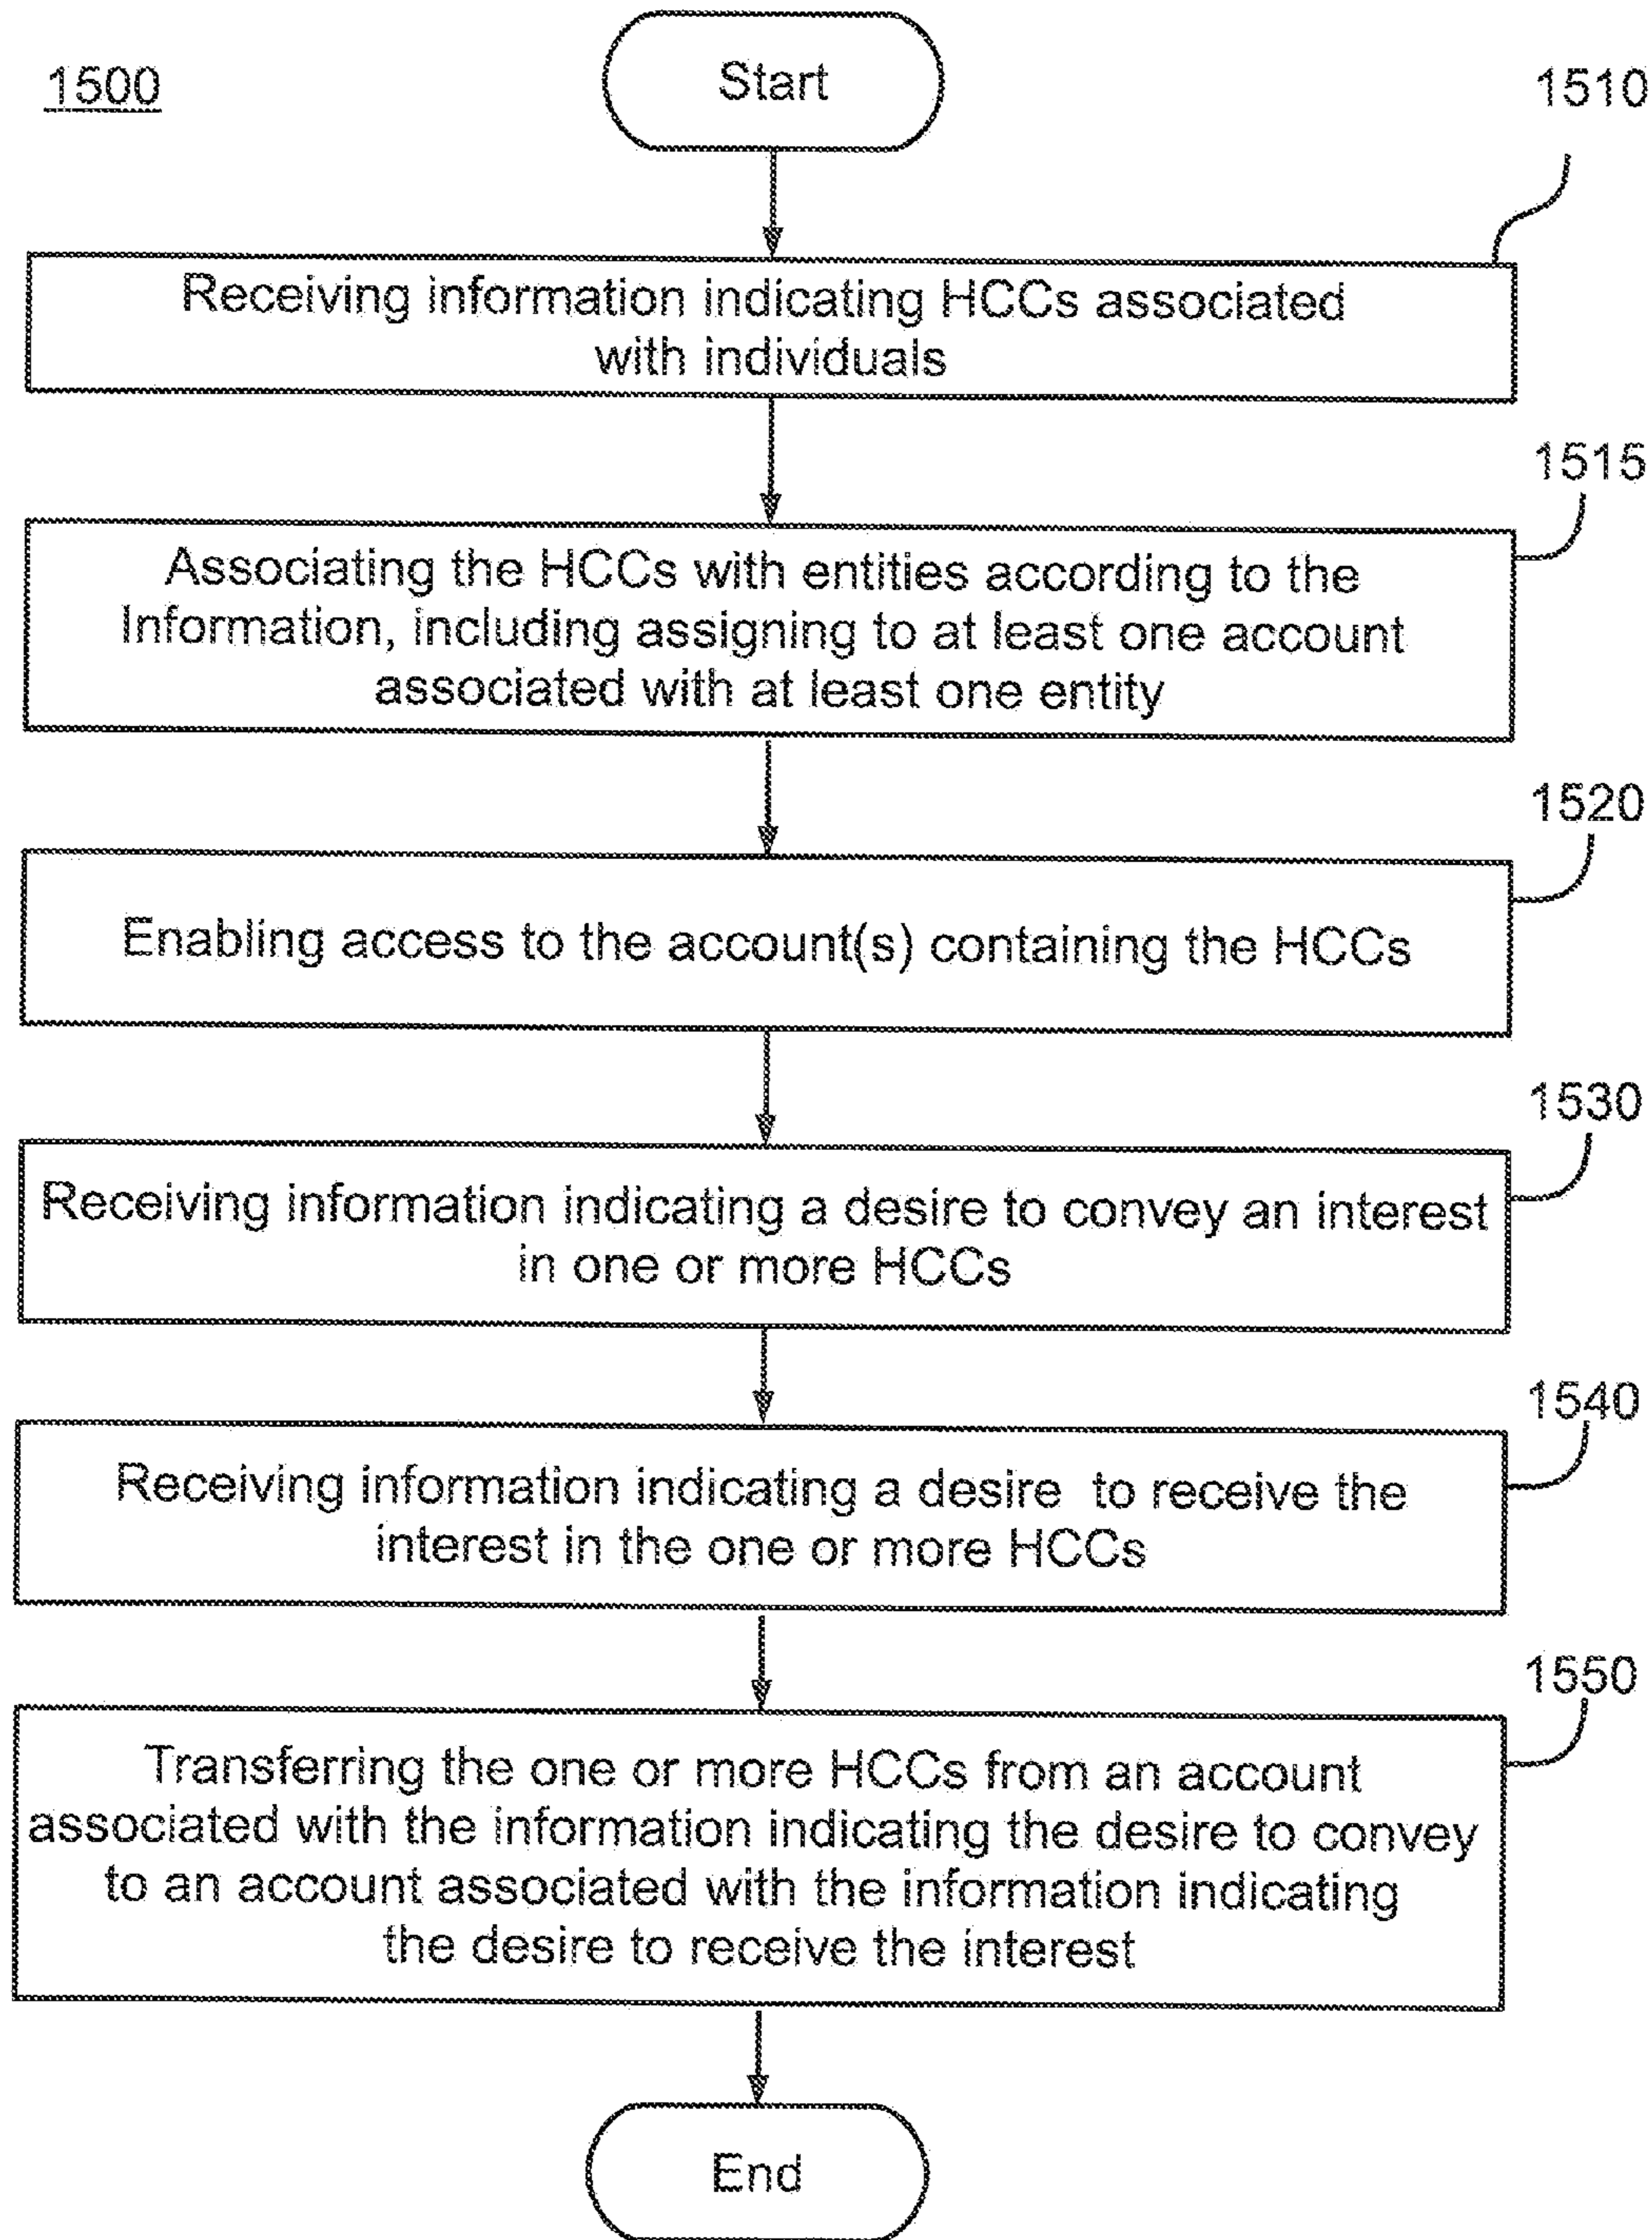 1500
Start
1510
Receiving information indicating HCCs associated
with individuals
1515
Associating the HCCs with entities according to the
Information, including assigning to at least one account
associated with at least one entity
1520
Enabling access to the account(s) containing the HCCs
1530
Receiving information indicating a desire to convey an interest
in one or more HCCs
1540
Receiving information indicating a desire to receive the
interest in the one or more HCCs
1550
Transferring the one or more HCCs from an account
associated with the information indicating the desire to convey
to an account associated with the information indicating
the desire to receive the interest
End